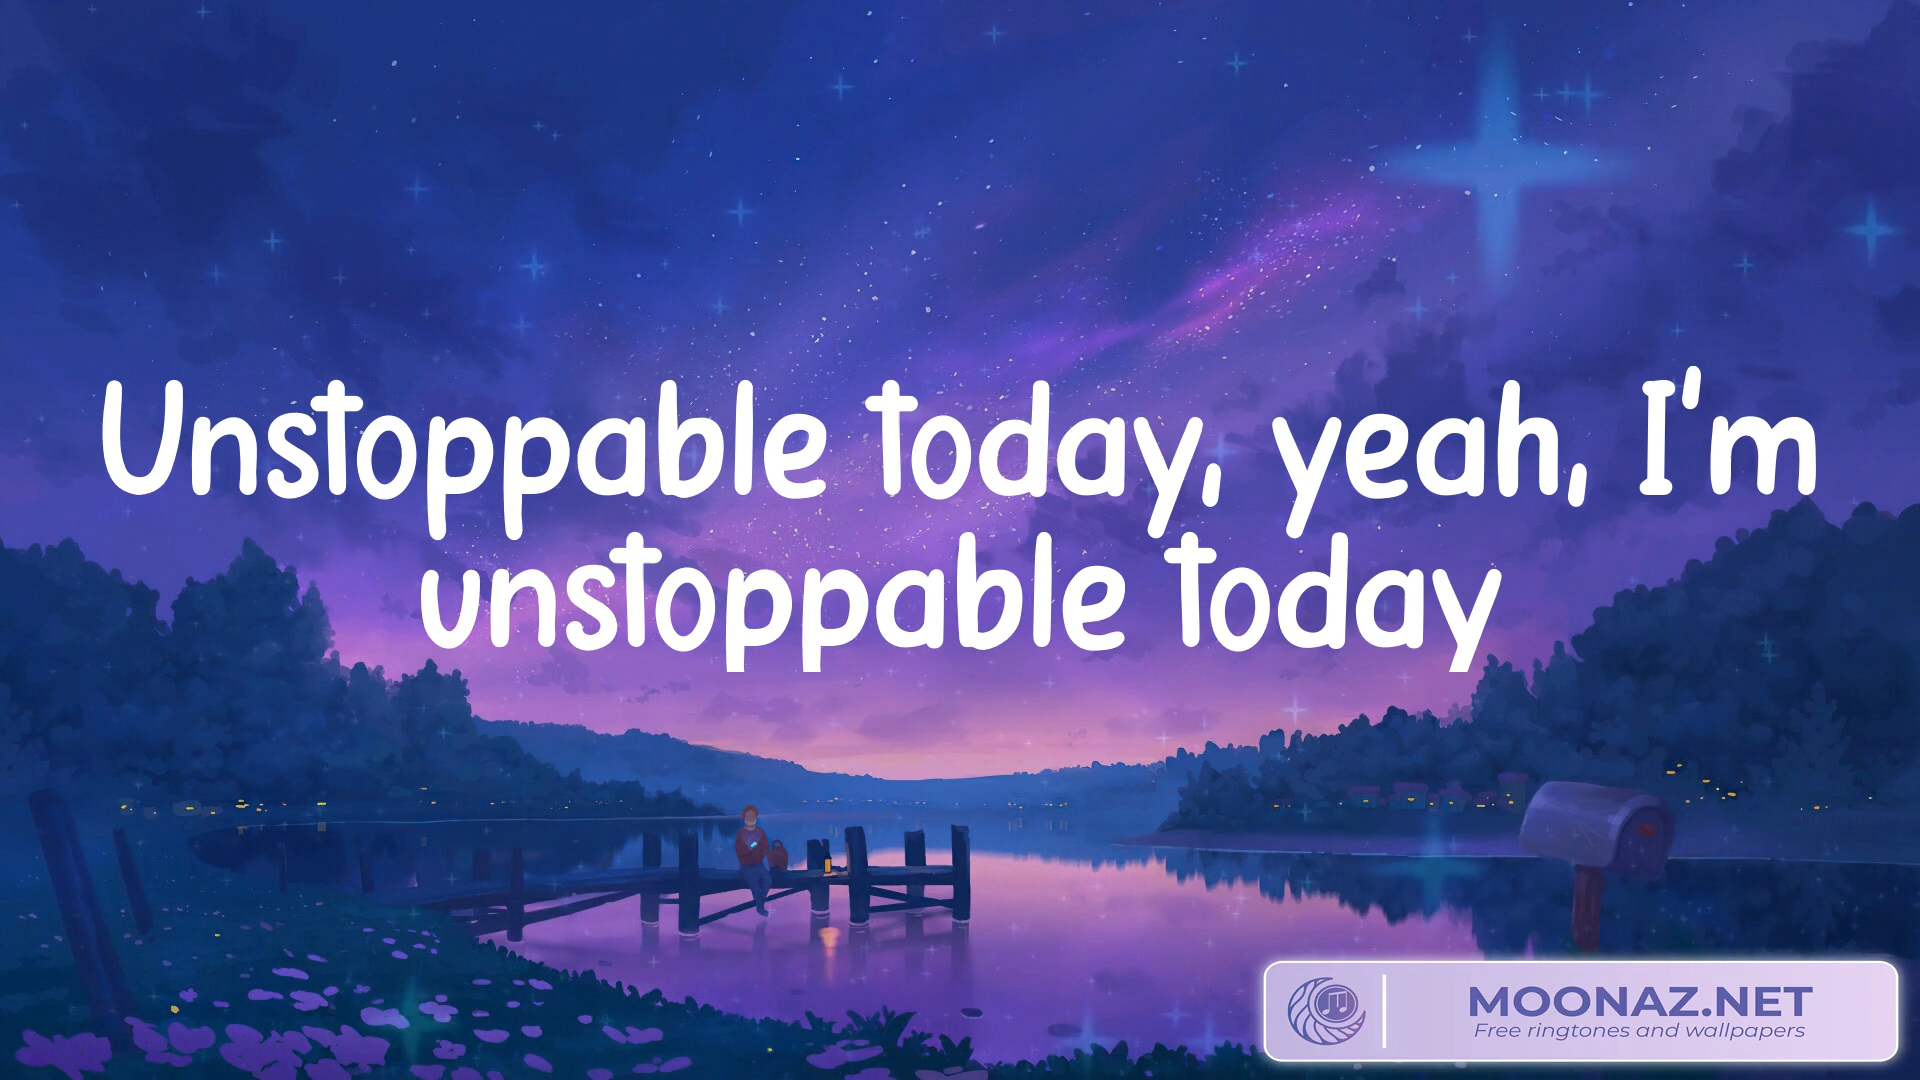 Unstoppable today, yeah, I'm
unstoppable today
MOONAZ.NET
Free ringtones and wallpapers